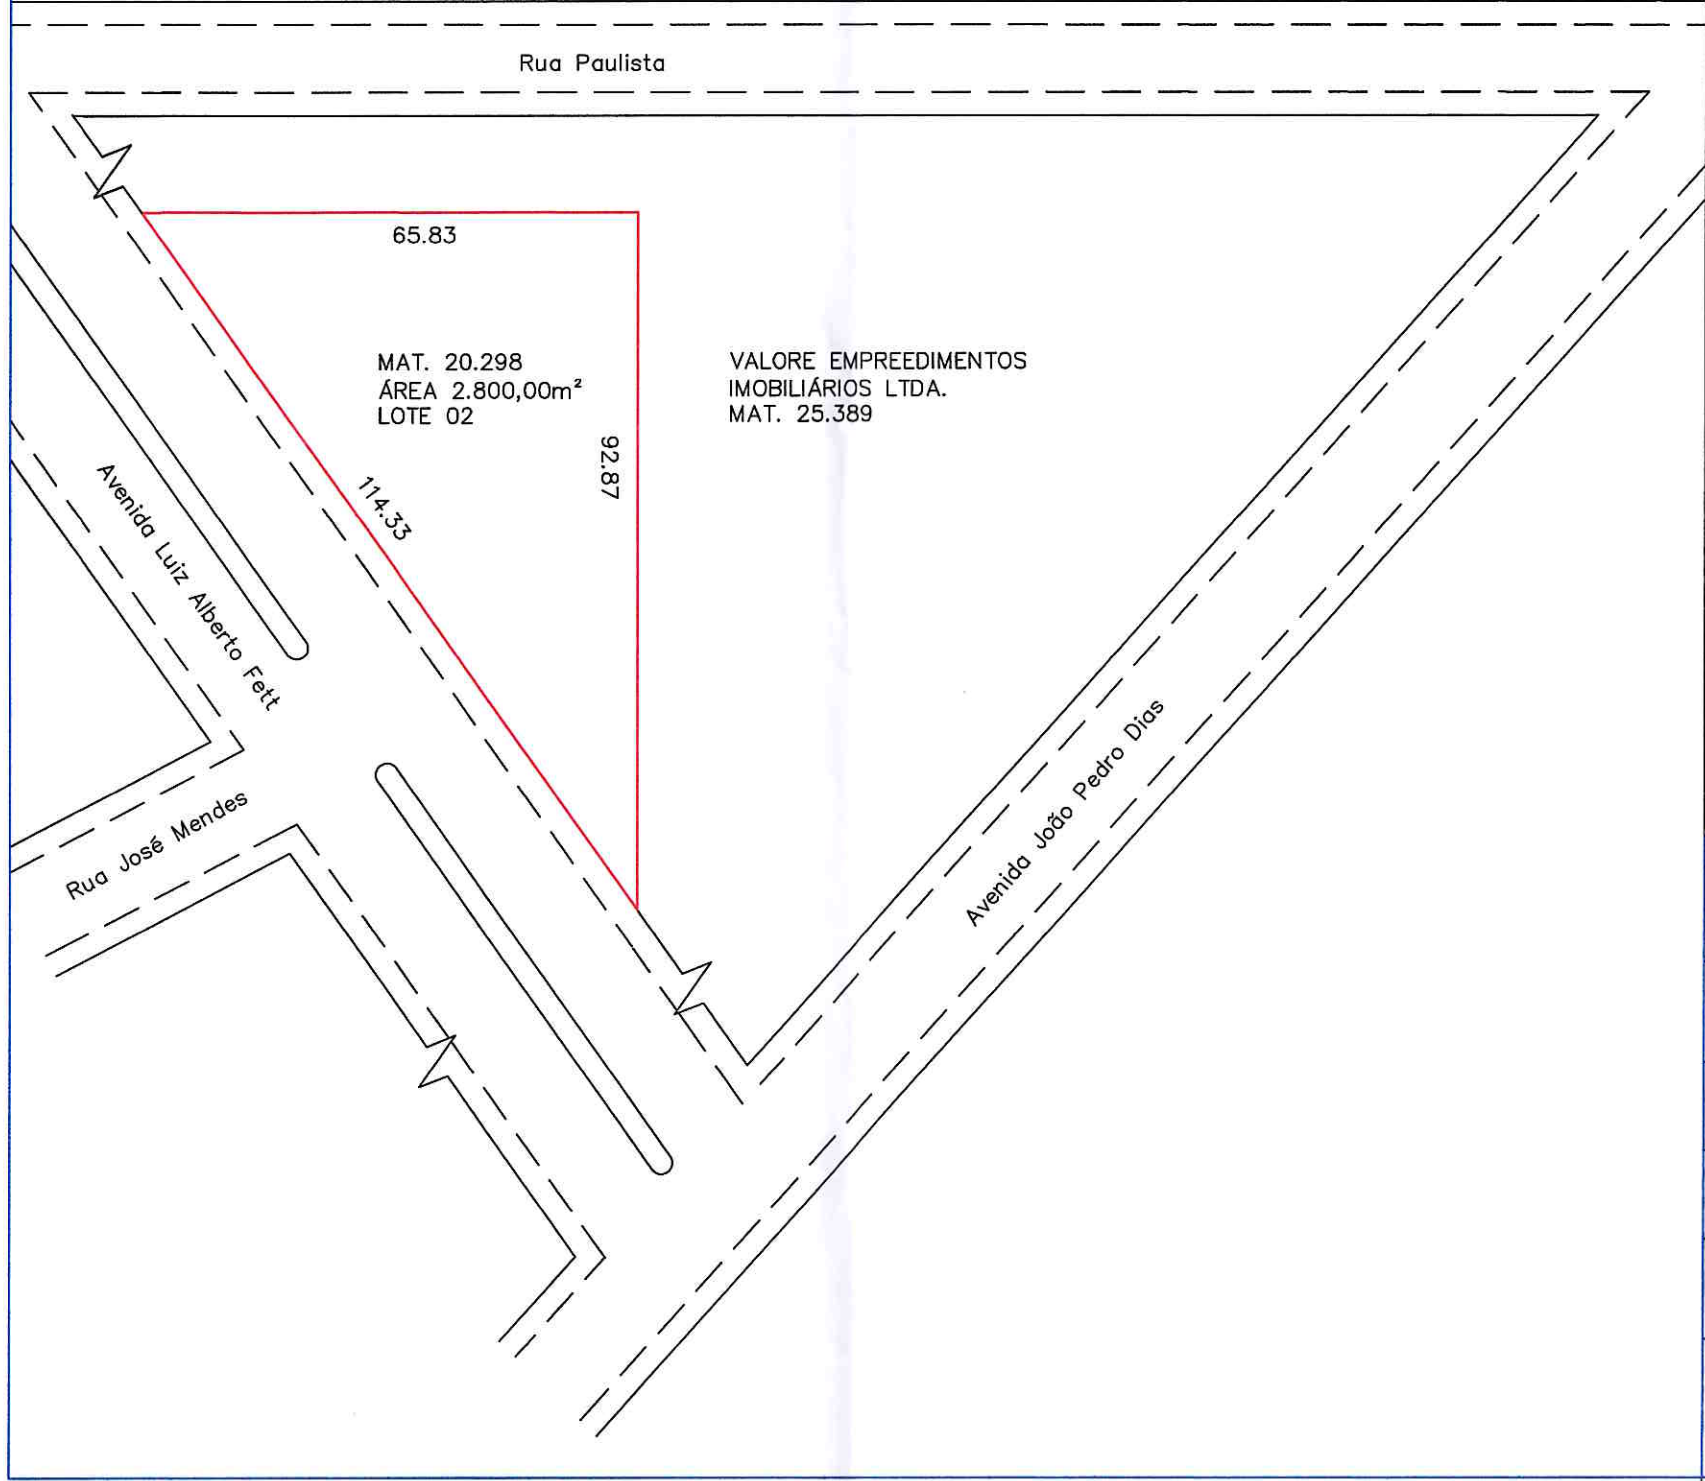 Rua Paulista
65.83
MAT. 20.298
ÁREA 2.800,00m²
LOTE 02
VALORE EMPREEDIMENTOS
IMOBILIÁRIOS LTDA.
MAT. 25.389
92.87
114.33
Avenida Luiz Alberto Fett
Rua José Mendes
Avenida João Pedro Dias